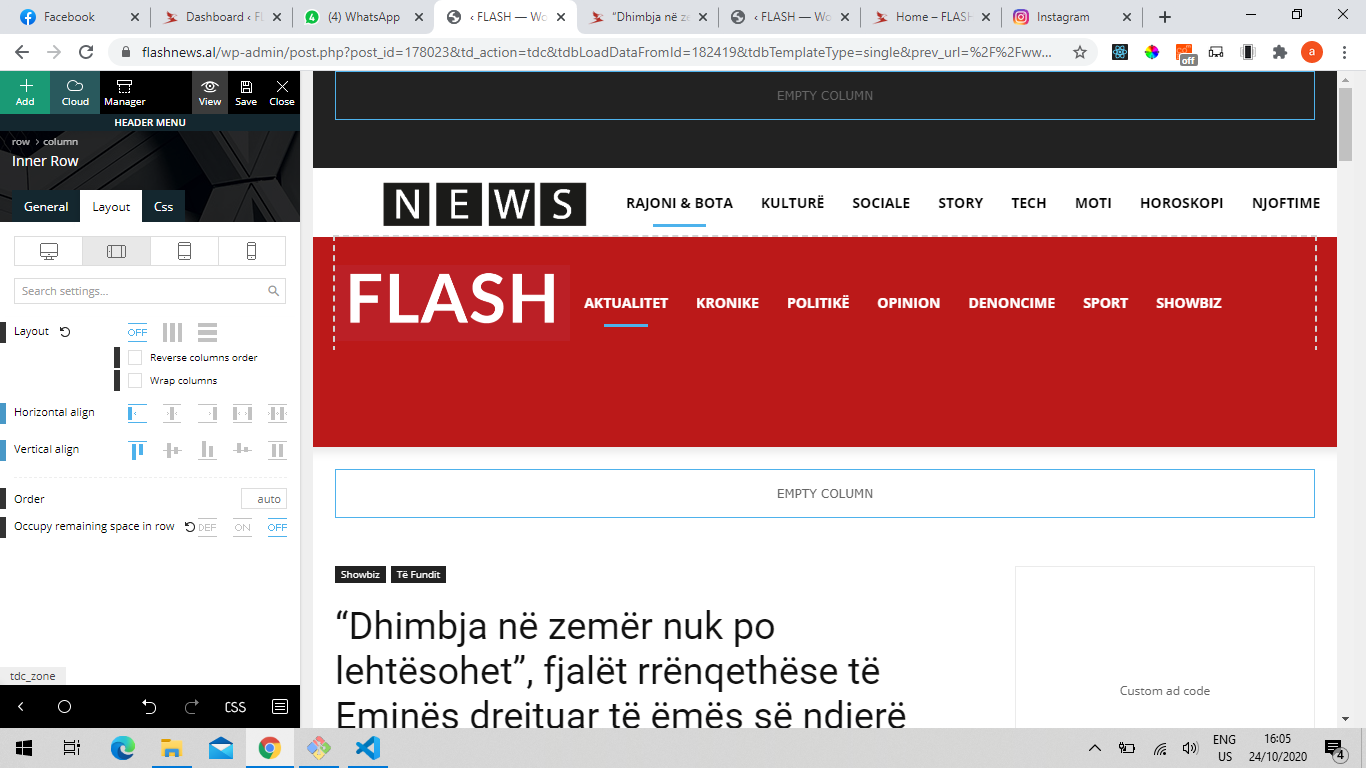 Facebook
Dashboard ‹ Fl
(4) WhatsApp
‹ FLASH — Wo
“Dhimbja në ze
‹ FLASH — Wo
Home – FLASH
Instagram
flashnews.al/wp-admin/post.php?post_id=178023&td_action=tdc&tdbLoadDataFromId=182419&tdbTemplateType=single&prev_url=%2F%2Fww...
off
a
Add
Cloud
Manager
View
Save
Close
HEADER MENU
row > column
Inner Row
General
Layout
Css
Search settings...
Layout
OFF
Reverse columns order
Wrap columns
Horizontal align
Vertical align
Order
auto
Occupy remaining space in row
DEF
ON
OFF
tdc_zone
CSS
EMPTY COLUMN
NEWS
RAJONI & BOTA
KULTURË
SOCIALE
STORY
TECH
MOTI
HOROSKOPI
NJOFTIME
FLASH
AKTUALITET
KRONIKE
POLITIKË
OPINION
DENONCIME
SPORT
SHOWBIZ
EMPTY COLUMN
Showbiz
Të Fundit
“Dhimbja në zemër nuk po
lehtësohet”, fjalët rrënqethëse të
Eminës drejtuar të ëmës së ndjerë
Custom ad code
ENG
US
16:05
24/10/2020
4